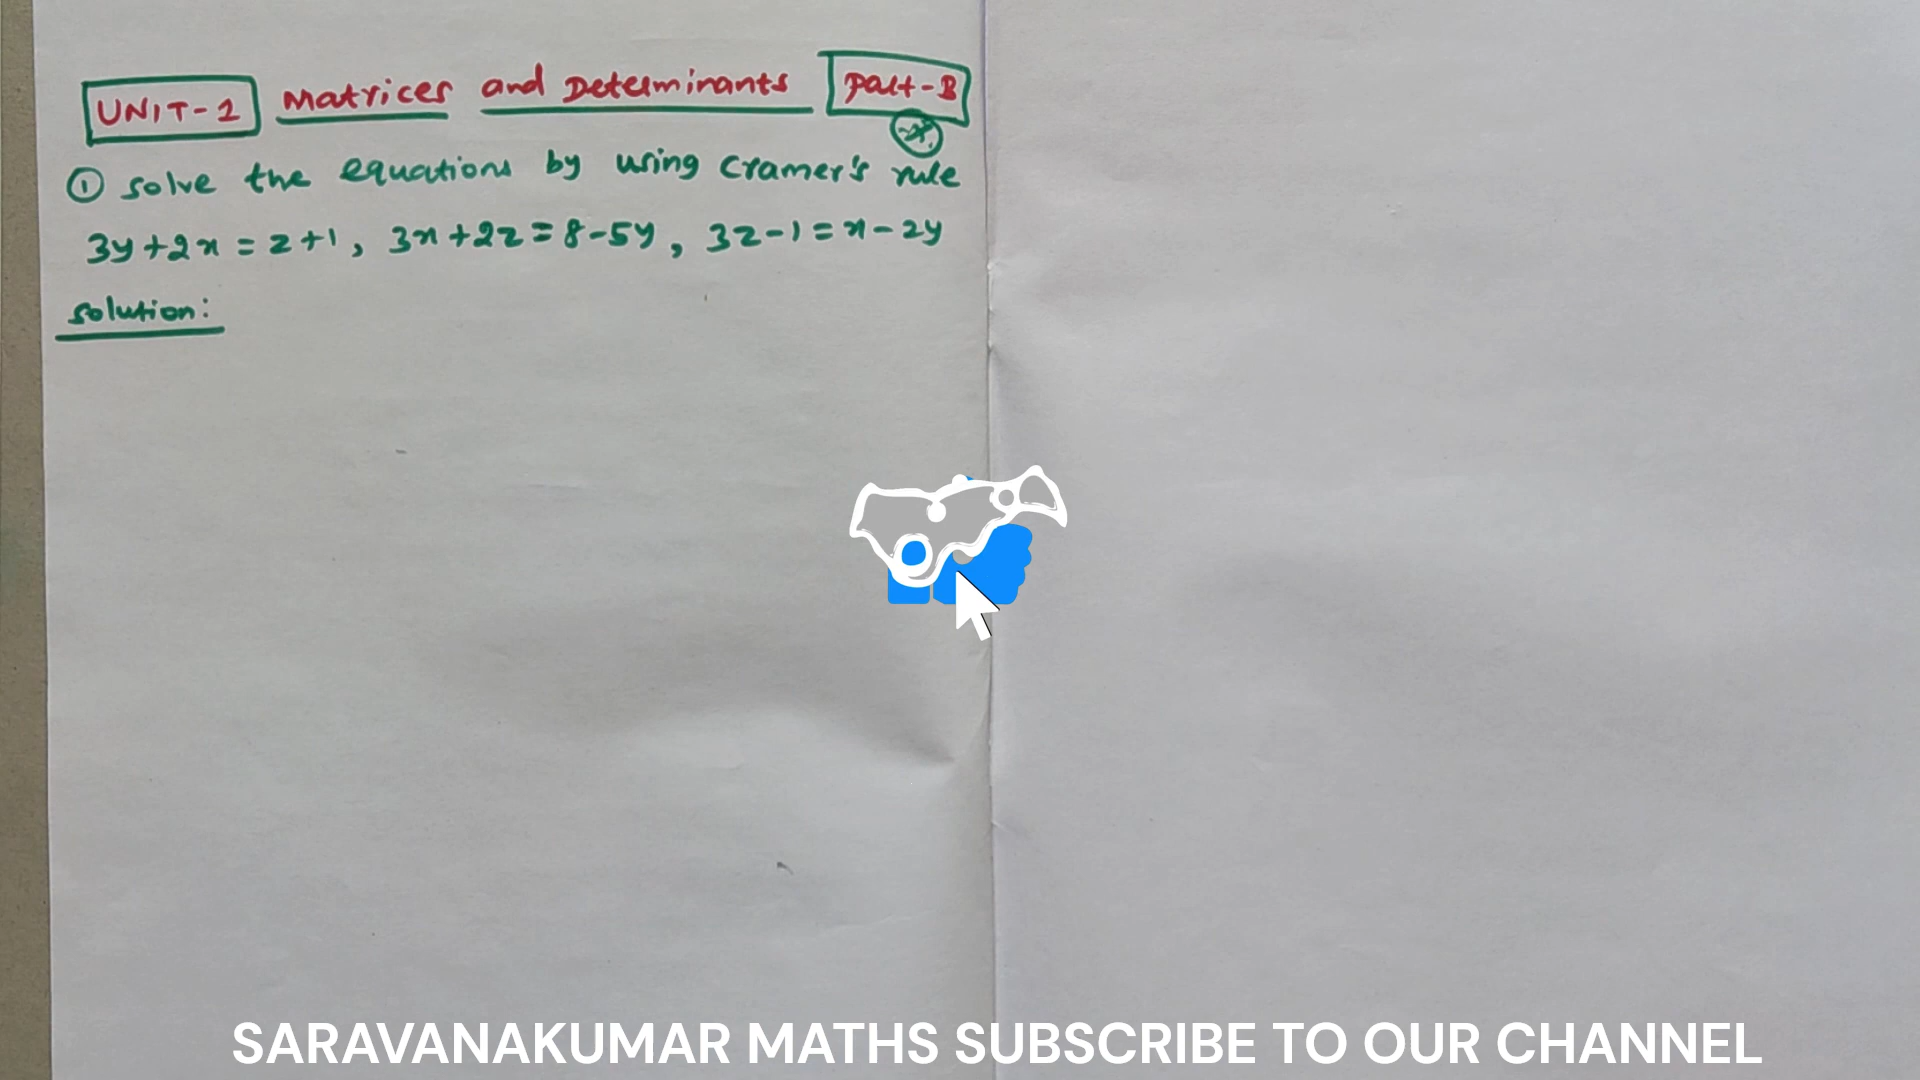 UNIT-1 Matrices and Determinants Part-B
① solve the equations by using cramer's rule
3y+2x=z+1, 3x+2z=8-5y, 3z-1=x-2y
solution:
SARAVANAKUMAR MATHS SUBSCRIBE TO OUR CHANNEL